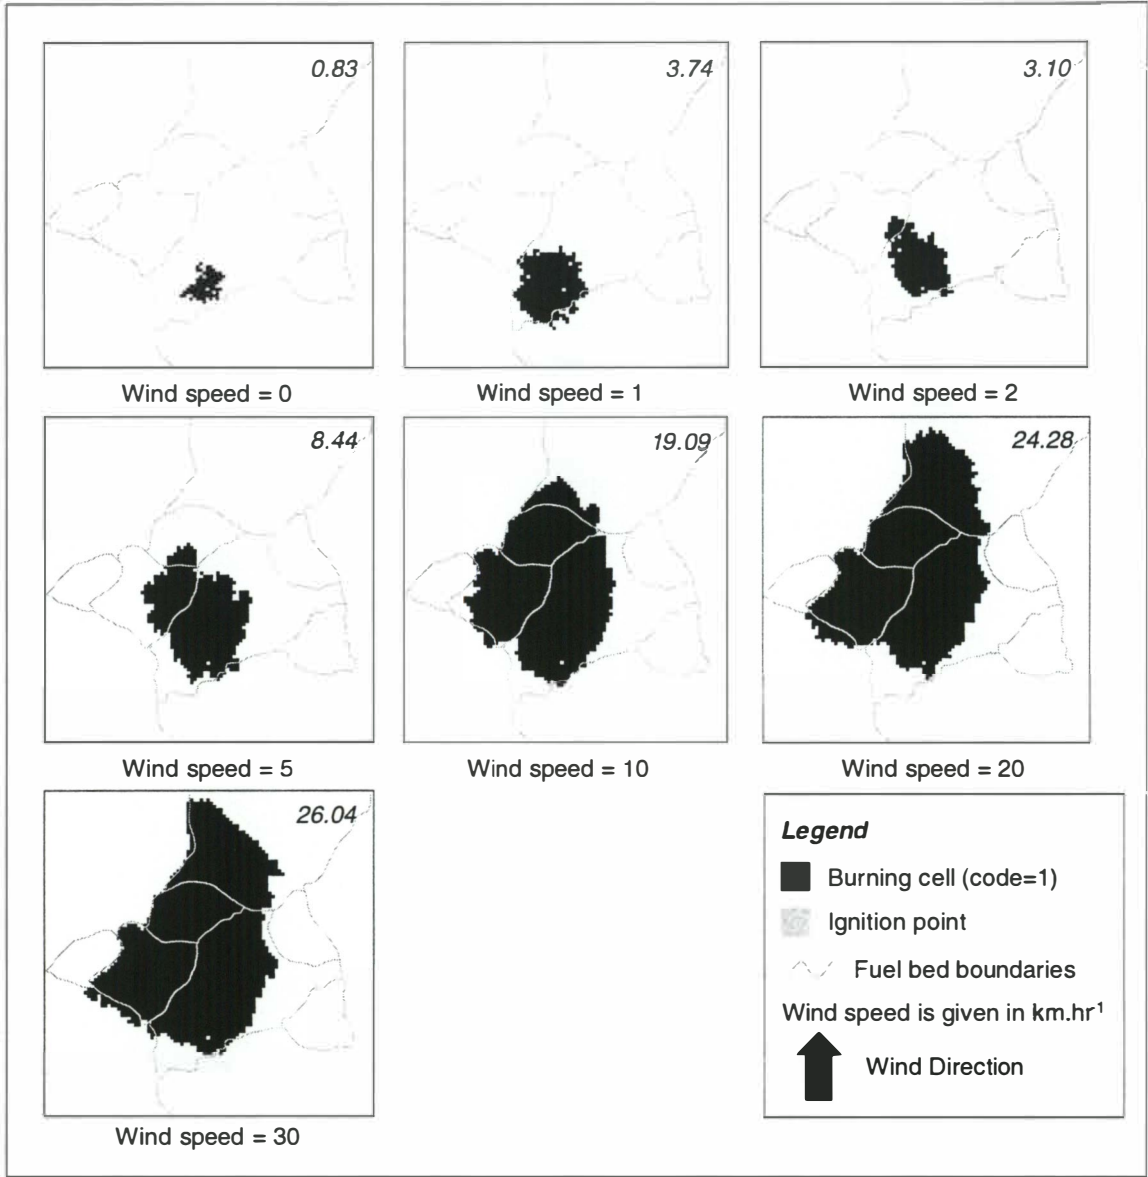 0.83
3.74
3.10
Wind speed = 0
Wind speed = 1
Wind speed = 2
8.44
19.09
24.28
Wind speed = 5
Wind speed = 10
Wind speed = 20
26.04
Wind speed = 30
Legend
Burning cell (code=1)
Ignition point
Fuel bed boundaries
Wind speed is given in km.hr¹
Wind Direction